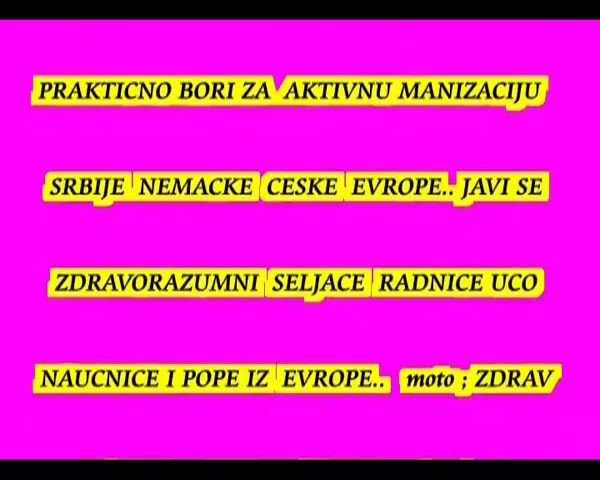 PRAKTICNO BORI ZA AKTIVNU MANIZACIJU
SRBIJE NEMACKE CESKE EVROPE.. JAVI SE
ZDRAVORAZUMNI SELJACE RADNICE UCO
NAUCNICE I POPE IZ EVROPE.. moto ; ZDRAV